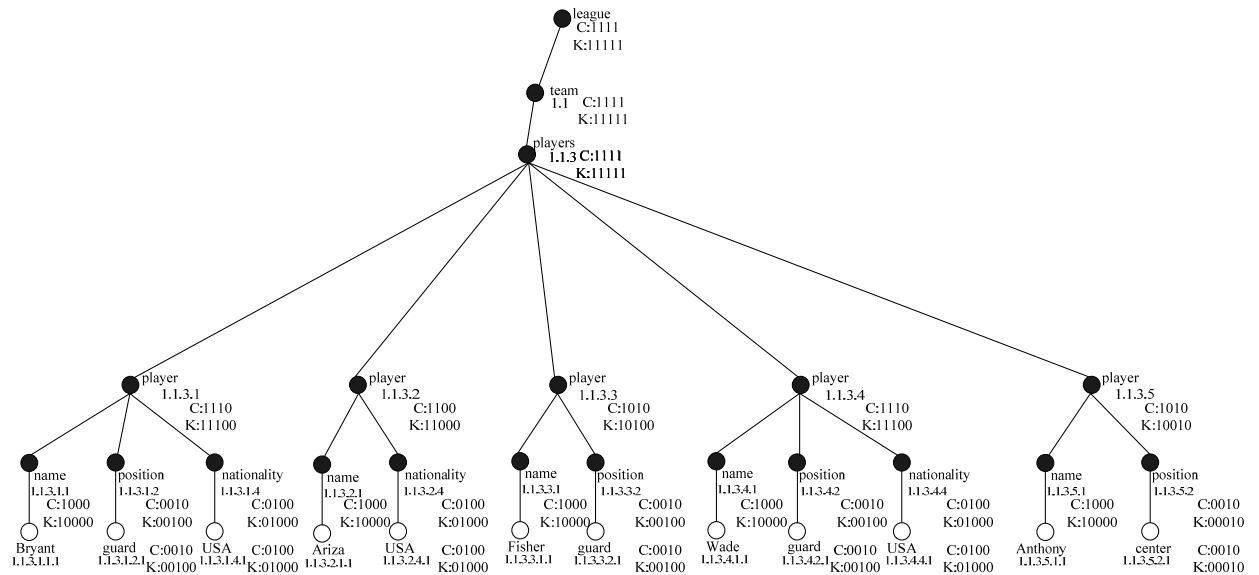 league
C:1111
K:11111
team
1.1 C:1111
K:11111
players
1.1.3 C:1111
K:11111
player
1.1.3.1
C:1110
K:11100
player
1.1.3.2
C:1100
K:11000
player
1.1.3.3
C:1010
K:10100
player
1.1.3.4
C:1110
K:11100
player
1.1.3.5
C:1010
K:10010
name
1.1.3.1.1
C:1000
K:10000
position
1.1.3.1.2
C:0010
K:00100
nationality
1.1.3.1.4
C:0100
K:01000
name
1.1.3.2.1
C:1000
K:10000
nationality
1.1.3.2.4
C:0100
K:01000
name
1.1.3.3.1
C:1000
K:10000
position
1.1.3.3.2
C:0010
K:00100
name
1.1.3.4.1
C:1000
K:10000
position
1.1.3.4.2
C:0010
K:00100
nationality
1.1.3.4.4
C:0100
K:01000
name
1.1.3.5.1
C:1000
K:10000
position
1.1.3.5.2
C:0010
K:00010
Bryant
1.1.3.1.1.1
guard
1.1.3.1.2.1
C:0010
K:00100
USA
1.1.3.1.4.1
C:0100
K:01000
Ariza
1.1.3.2.1.1
USA
1.1.3.2.4.1
C:0100
K:01000
Fisher
1.1.3.3.1.1
guard
1.1.3.3.2.1
C:0010
K:00100
Wade
1.1.3.4.1.1
guard
1.1.3.4.2.1
C:0010
K:00100
USA
1.1.3.4.4.1
C:0100
K:01000
Anthony
1.1.3.5.1.1
center
1.1.3.5.2.1
C:0010
K:00010